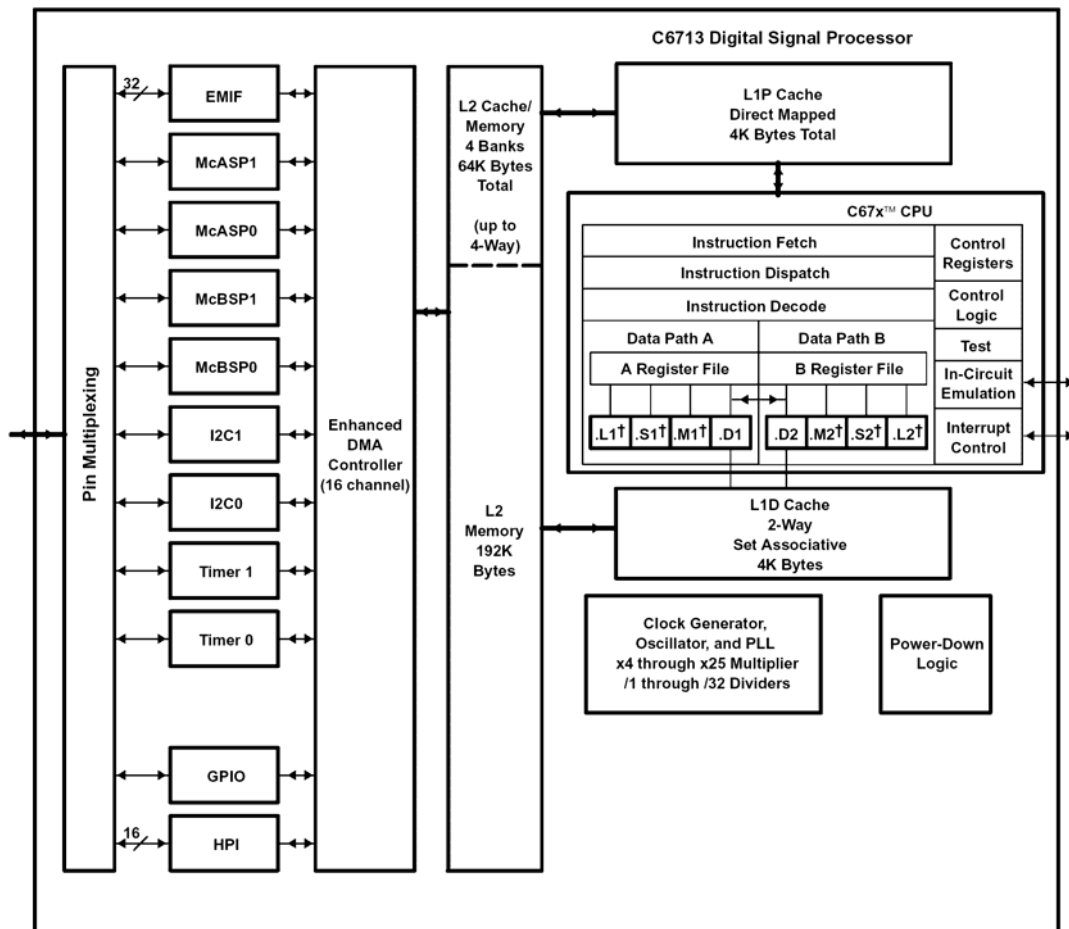 C6713 Digital Signal Processor
Pin Multiplexing
32
EMIF
McASP1
McASP0
McBSP1
McBSP0
I2C1
I2C0
Timer 1
Timer 0
GPIO
16
HPI
Enhanced
DMA
Controller
(16 channel)
L2 Cache/
Memory
4 Banks
64K Bytes
Total
(up to
4-Way)
L2
Memory
192K
Bytes
L1P Cache
Direct Mapped
4K Bytes Total
C67x™ CPU
Instruction Fetch
Instruction Dispatch
Instruction Decode
Data Path A
Data Path B
A Register File
B Register File
.L1† .S1† .M1† .D1
.D2 .M2† .S2† .L2†
Control
Registers
Control
Logic
Test
In-Circuit
Emulation
Interrupt
Control
L1D Cache
2-Way
Set Associative
4K Bytes
Clock Generator,
Oscillator, and PLL
x4 through x25 Multiplier
/1 through /32 Dividers
Power-Down
Logic